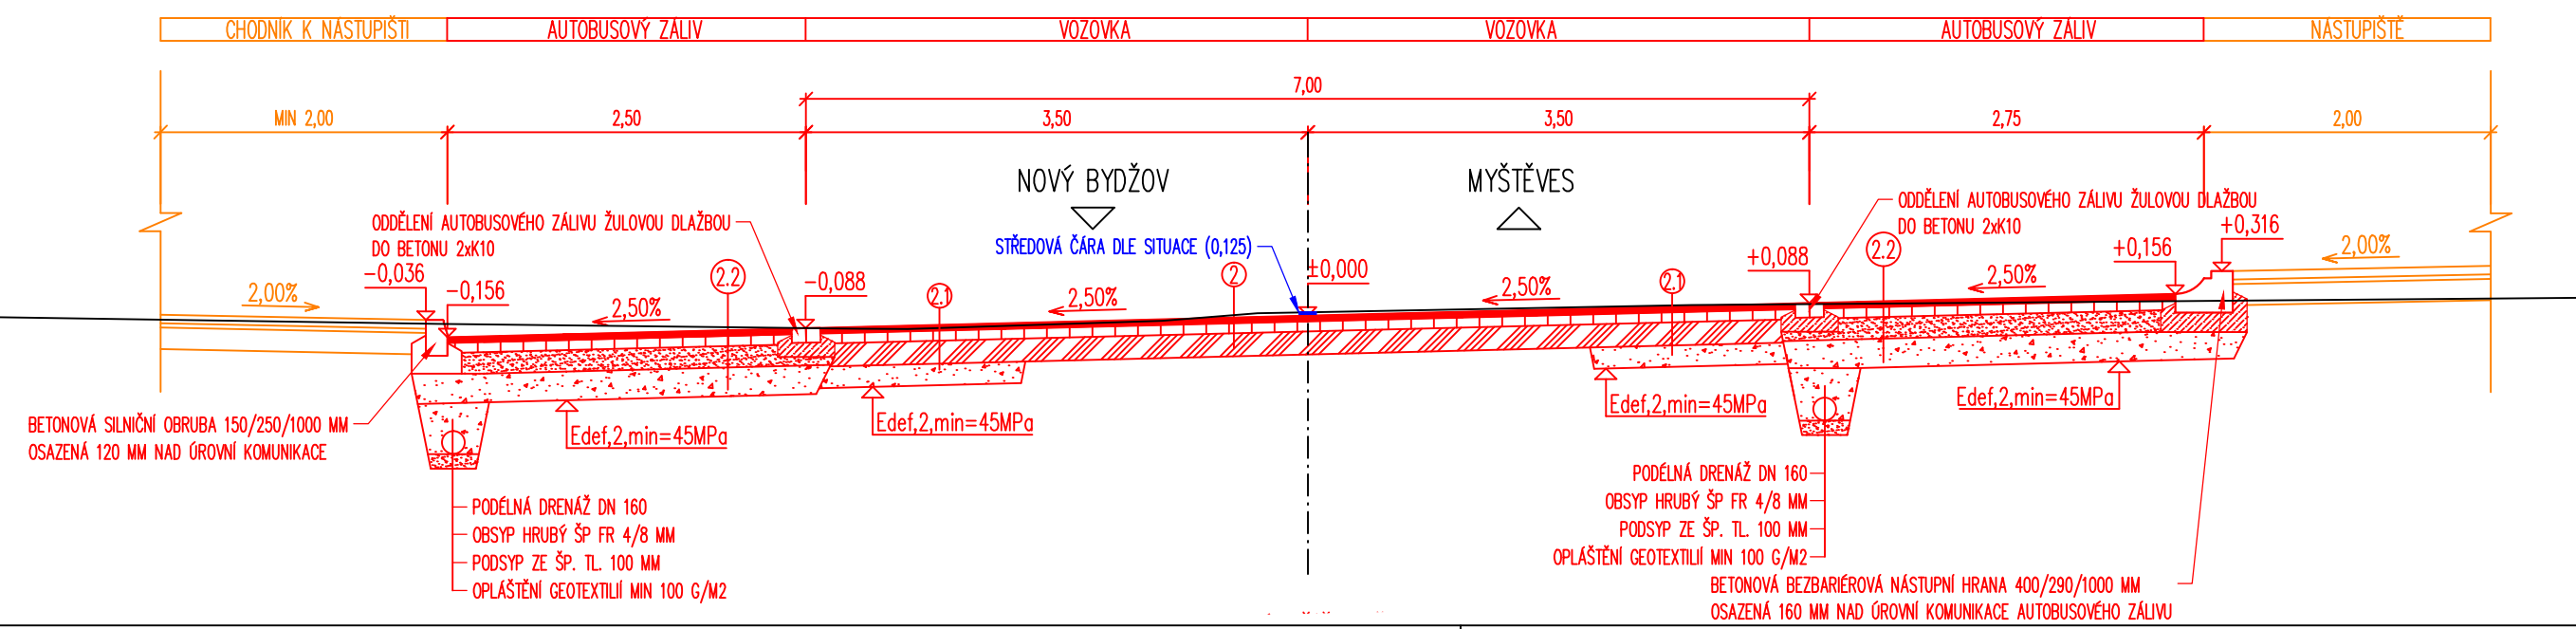 CHODNÍK K NÁSTUPIŠTI
AUTOBUSOVÝ ZÁLIV
VOZOVKA
VOZOVKA
AUTOBUSOVÝ ZÁLIV
NÁSTUPIŠTĚ
7,00
MIN 2,00
2,50
3,50
3,50
2,75
2,00
NOVÝ BYDŽOV
MYŠTĚVES
ODDĚLENÍ AUTOBUSOVÉHO ZÁLIVU ŽULOVOU DLAŽBOU
DO BETONU 2xK10
STŘEDOVÁ ČÁRA DLE SITUACE (0,125)
ODDĚLENÍ AUTOBUSOVÉHO ZÁLIVU ŽULOVOU DLAŽBOU
DO BETONU 2xK10
+0,316
2,00%
-0,036
-0,156
2,00%
2,50%
2.2
-0,088
2.1
2,50%
2
±0,000
2,50%
2.1
+0,088
2.2
2,50%
+0,156
Edef,2,min=45MPa
Edef,2,min=45MPa
Edef,2,min=45MPa
Edef,2,min=45MPa
BETONOVÁ SILNIČNÍ OBRUBA 150/250/1000 MM
OSAZENÁ 120 MM NAD ÚROVNÍ KOMUNIKACE
PODÉLNÁ DRENÁŽ DN 160
OBSYP HRUBÝ ŠP FR 4/8 MM
PODSYP ZE ŠP. TL. 100 MM
OPLÁŠTĚNÍ GEOTEXTILIÍ MIN 100 G/M2
PODÉLNÁ DRENÁŽ DN 160
OBSYP HRUBÝ ŠP FR 4/8 MM
PODSYP ZE ŠP. TL. 100 MM
OPLÁŠTĚNÍ GEOTEXTILIÍ MIN 100 G/M2
BETONOVÁ BEZBARIÉROVÁ NÁSTUPNÍ HRANA 400/290/1000 MM
OSAZENÁ 160 MM NAD ÚROVNÍ KOMUNIKACE AUTOBUSOVÉHO ZÁLIVU